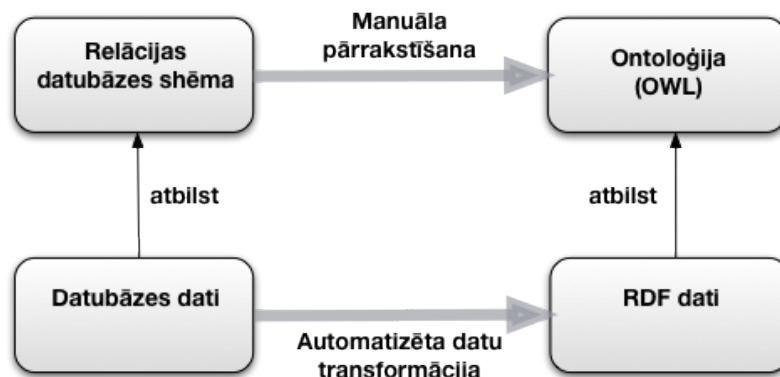 Manuāla
pārrakstīšana
Relācijas
datubāzes shēma
Ontoloģija
(OWL)
atbilst
atbilst
Datubāzes dati
RDF dati
Automatizēta datu
transformācija